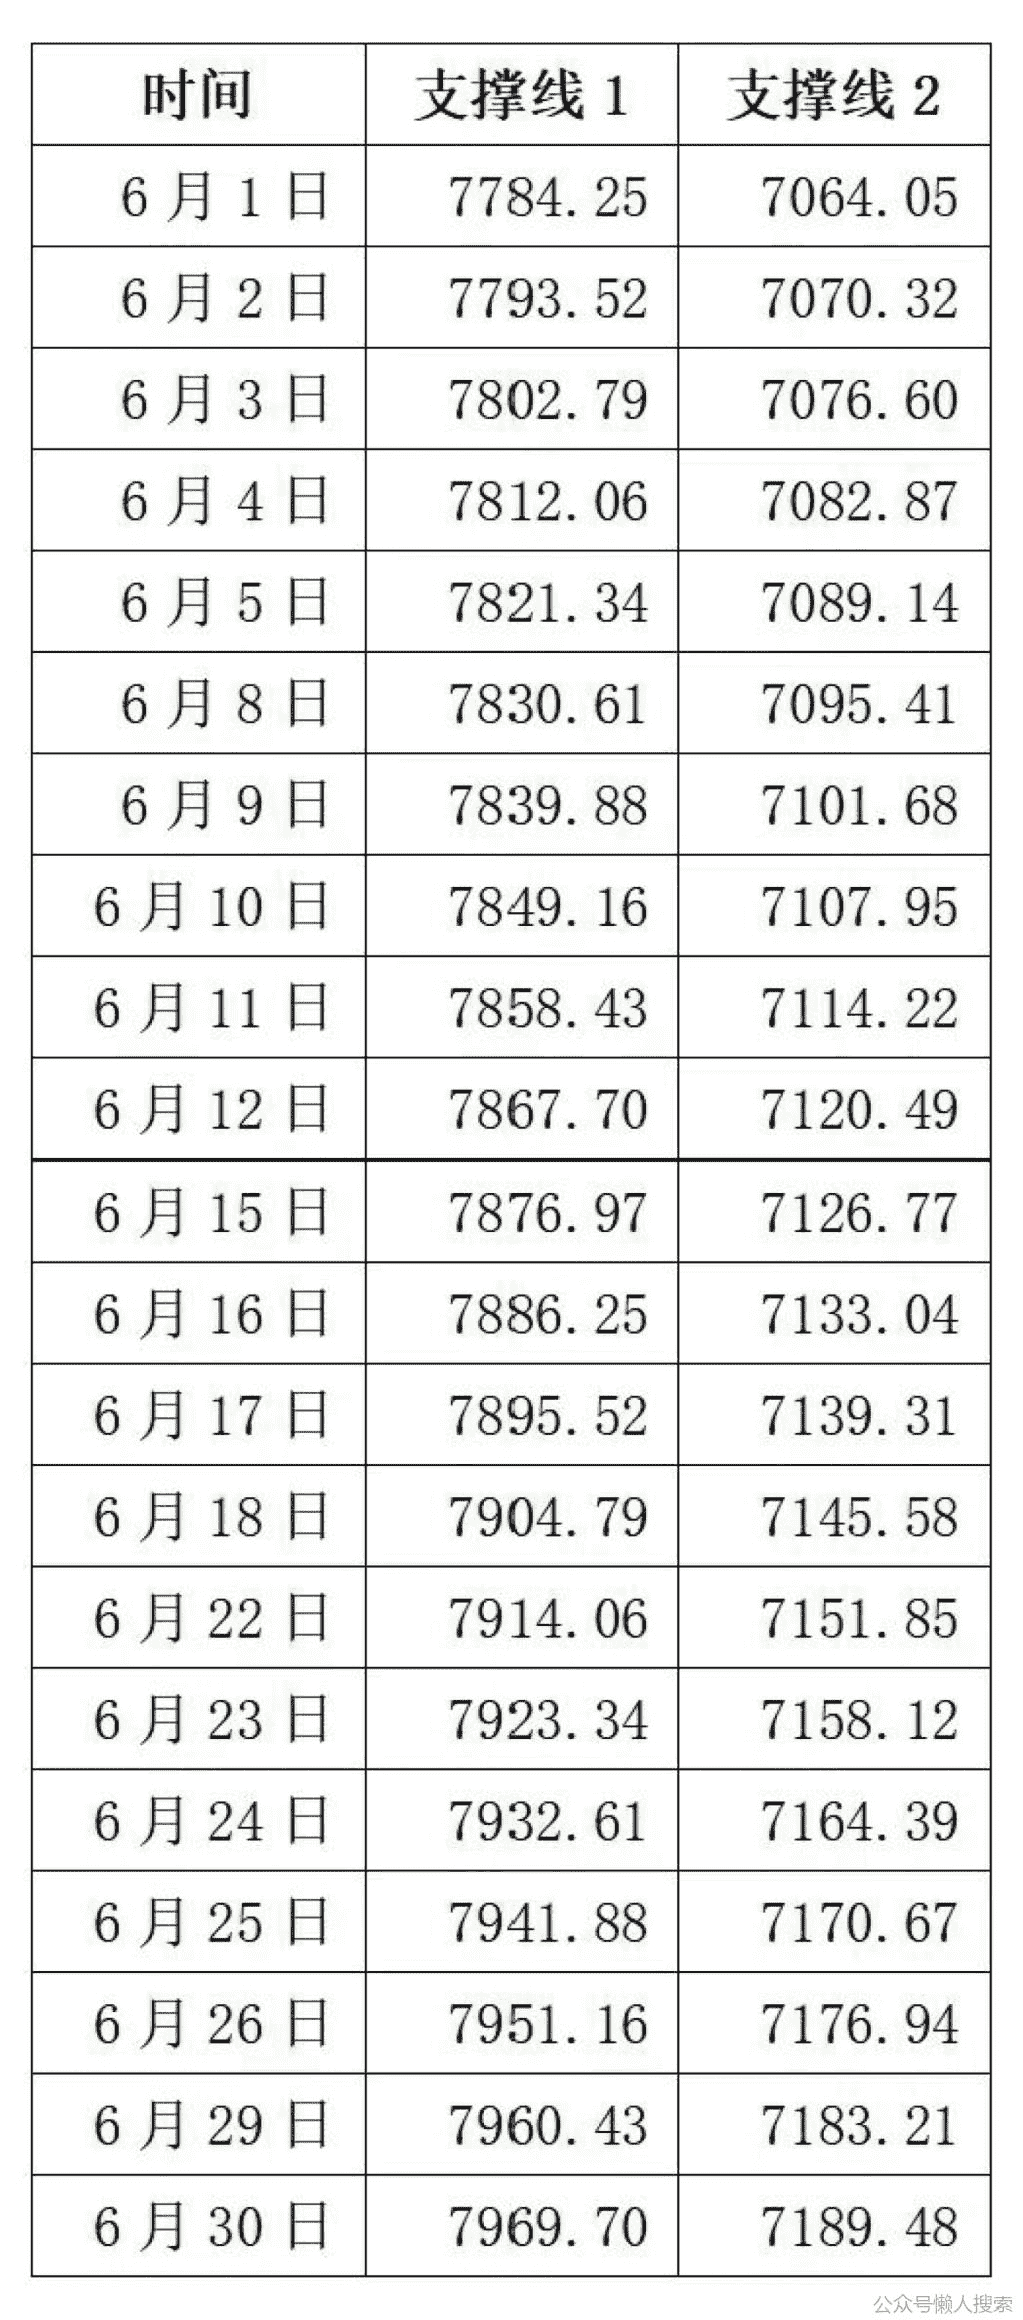 时间 支撑线 1 支撑线 2
6 月 1 日 7784.25 7064.05
6 月 2 日 7793.52 7070.32
6 月 3 日 7802.79 7076.60
6 月 4 日 7812.06 7082.87
6 月 5 日 7821.34 7089.14
6 月 8 日 7830.61 7095.41
6 月 9 日 7839.88 7101.68
6 月 10 日 7849.16 7107.95
6 月 11 日 7858.43 7114.22
6 月 12 日 7867.70 7120.49
6 月 15 日 7876.97 7126.77
6 月 16 日 7886.25 7133.04
6 月 17 日 7895.52 7139.31
6 月 18 日 7904.79 7145.58
6 月 22 日 7914.06 7151.85
6 月 23 日 7923.34 7158.12
6 月 24 日 7932.61 7164.39
6 月 25 日 7941.88 7170.67
6 月 26 日 7951.16 7176.94
6 月 29 日 7960.43 7183.21
6 月 30 日 7969.70 7189.48
公众号懒人搜索